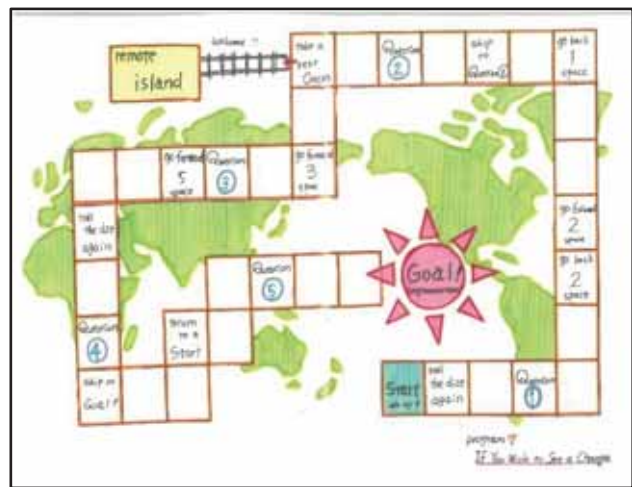 remote
island
welcome
take a
rest
Question
②
skip to
Question ②
go back
1
space
go forward
5
space
Question
③
go forward
3
space
roll
the dice
again
go forward
2
space
go back
2
space
Question
⑤
Goal!
Question
④
return to a
Start
skip to
Goal!
Start
roll
the dice
again
Question
①
program 7
If You Wish to See a Change